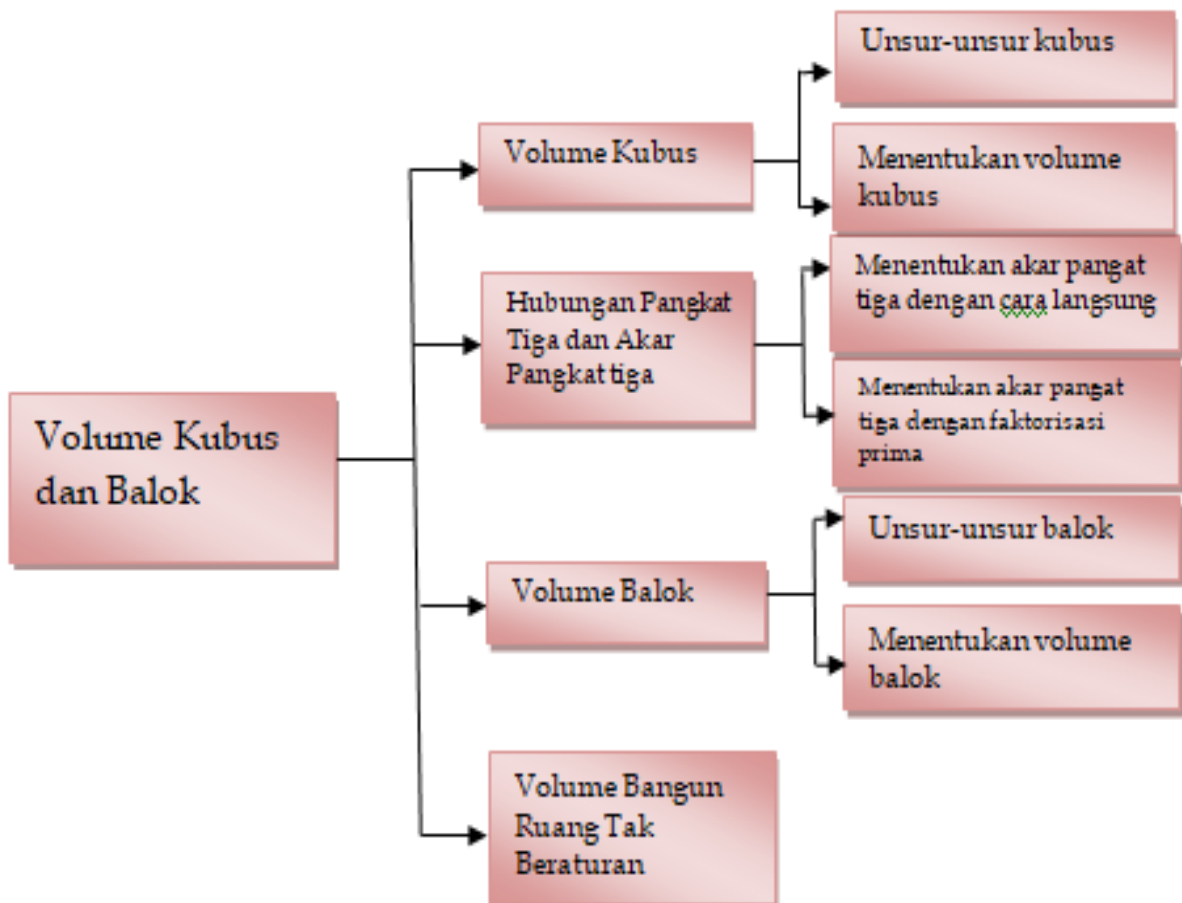 Volume Kubus
dan Balok
Volume Kubus
Unsur-unsur kubus
Menentukan volume
kubus
Hubungan Pangkat
Tiga dan Akar
Pangkat tiga
Menentukan akar pangat
tiga dengan cara langsung
Menentukan akar pangat
tiga dengan faktorisasi
prima
Volume Balok
Unsur-unsur balok
Menentukan volume
balok
Volume Bangun
Ruang Tak
Beraturan